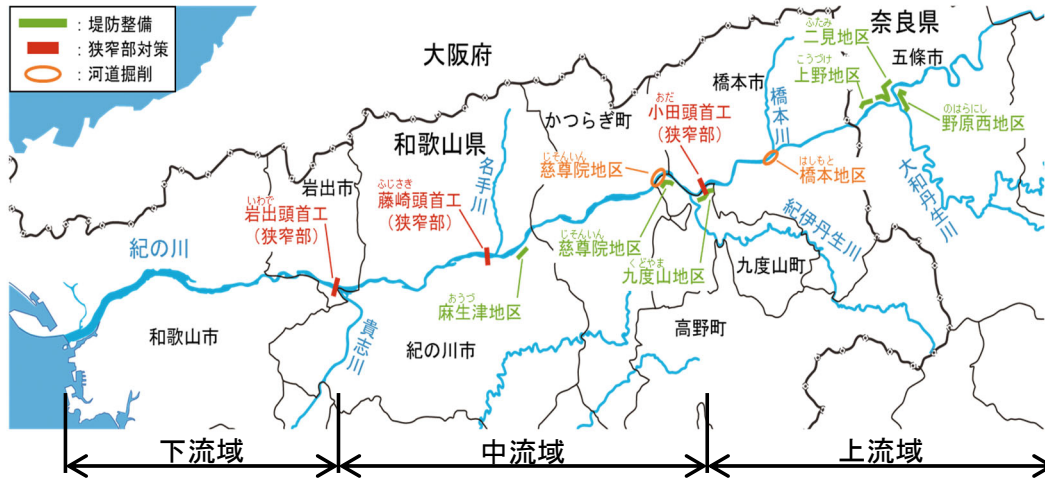 ：堤防整備
：狭窄部対策
：河道掘削
大阪府
奈良県
五條市
ふたみ
二見地区
こうづけ
上野地区
のはらにし
野原西地区
橋本市
橋本川
おだ
小田頭首工
（狭窄部）
かつらぎ町
和歌山県
名手川
じそんいん
慈尊院地区
はしもと
橋本地区
大和丹生川
岩出市
いわで
岩出頭首工
（狭窄部）
ふじさき
藤崎頭首工
（狭窄部）
紀の川
じそんいん
慈尊院地区
くどやま
九度山地区
紀伊丹生川
九度山町
おうづ
麻生津地区
高野町
和歌山市
貴志川
紀の川市
下流域
中流域
上流域